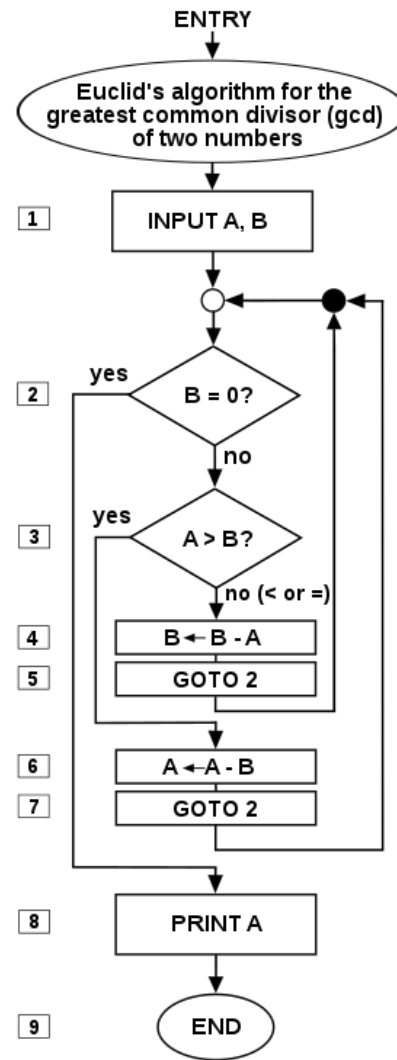 ENTRY
Euclid's algorithm for the
greatest common divisor (gcd)
of two numbers
1
INPUT A, B
yes
2
B = 0?
no
yes
3
A > B?
no (< or =)
4
B ← B - A
5
GOTO 2
6
A ← A - B
7
GOTO 2
8
PRINT A
9
END